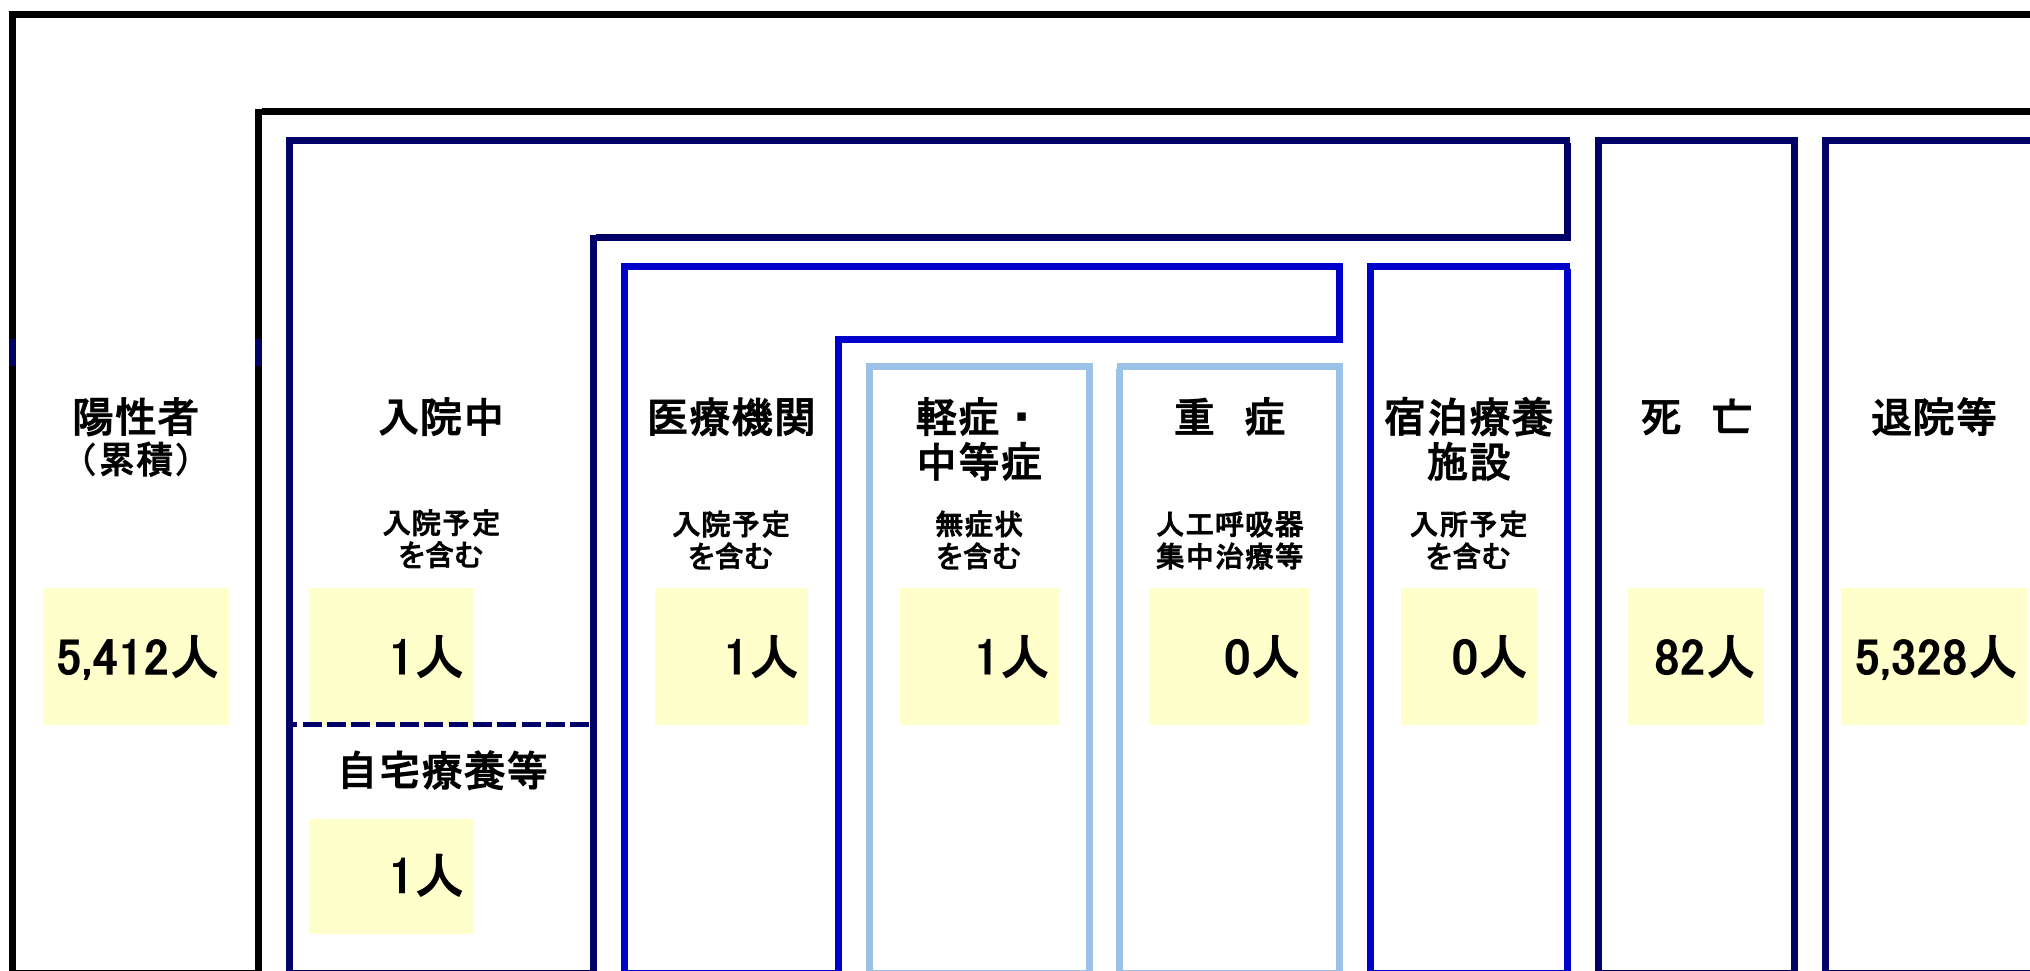 陽性者
（累積）
5,412人
入院中
入院予定
を含む
1人
自宅療養等
1人
医療機関
入院予定
を含む
1人
軽症・
中等症
無症状
を含む
1人
重 症
人工呼吸器
集中治療等
0人
宿泊療養
施設
入所予定
を含む
0人
死 亡
82人
退院等
5,328人